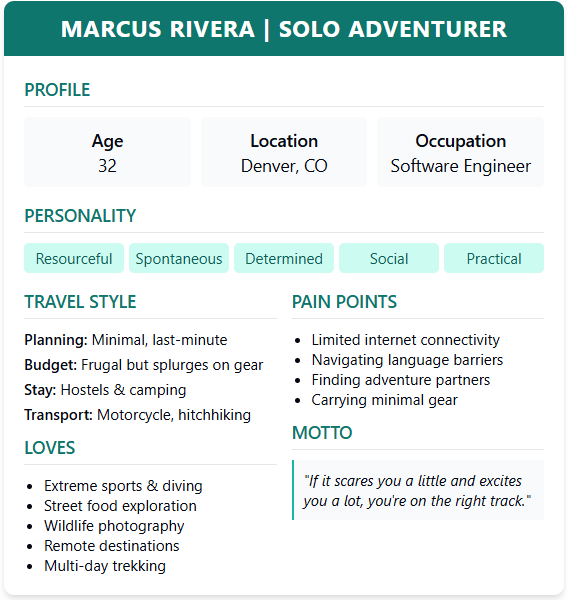 MARCUS RIVERA | SOLO ADVENTURER
PROFILE
Age
32
Location
Denver, CO
Occupation
Software Engineer
PERSONALITY
Resourceful
Spontaneous
Determined
Social
Practical
TRAVEL STYLE
Planning: Minimal, last-minute
Budget: Frugal but splurges on gear
Stay: Hostels & camping
Transport: Motorcycle, hitchhiking
LOVES
• Extreme sports & diving
• Street food exploration
• Wildlife photography
• Remote destinations
• Multi-day trekking
PAIN POINTS
• Limited internet connectivity
• Navigating language barriers
• Finding adventure partners
• Carrying minimal gear
MOTTO
"If it scares you a little and excites
you a lot, you're on the right track."